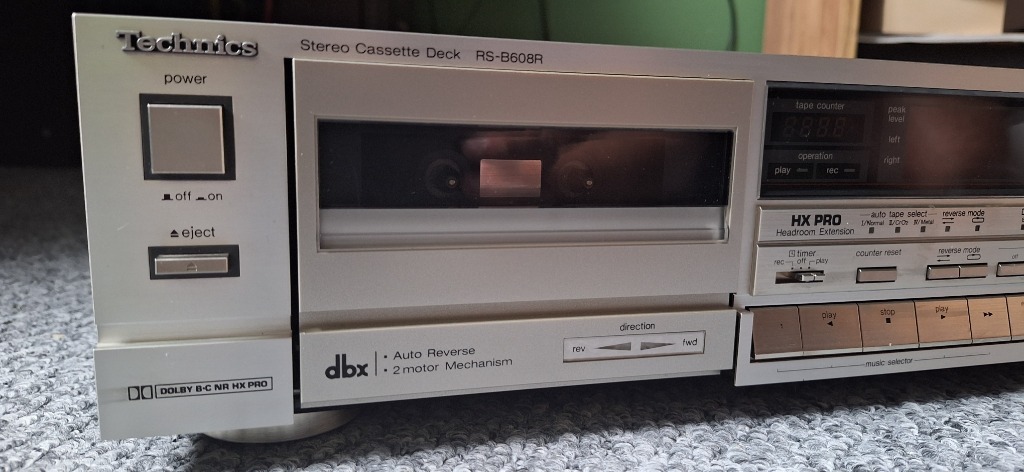 Technics
Stereo Cassette Deck RS-B608R
power
off on
eject
DOLBY B·C NR HX PRO
dbx
· Auto Reverse
· 2 motor Mechanism
direction
rev fwd
tape counter
operation
play rec
peak level
left
right
HX PRO
Headroom Extension
auto tape select
I/Normal II/CrO2 IV/Metal
reverse mode
timer
rec off play
counter reset
reverse mode
off
play
stop
play
music selector